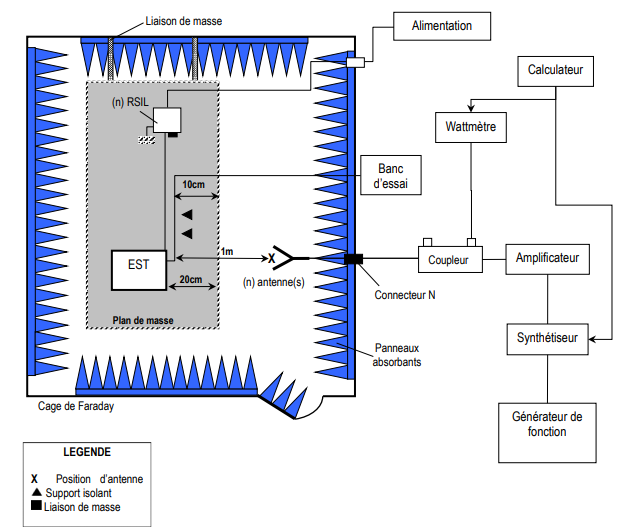 Liaison de masse
Alimentation
Calculateur
(n) RSIL
Wattmètre
Banc
d'essai
10cm
EST
1m
X
(n) antenne(s)
20cm
Coupleur
Amplificateur
Connecteur N
Plan de masse
Synthétiseur
Panneaux
absorbants
Cage de Faraday
Générateur de
fonction
LEGENDE
X Position d'antenne
Support isolant
Liaison de masse